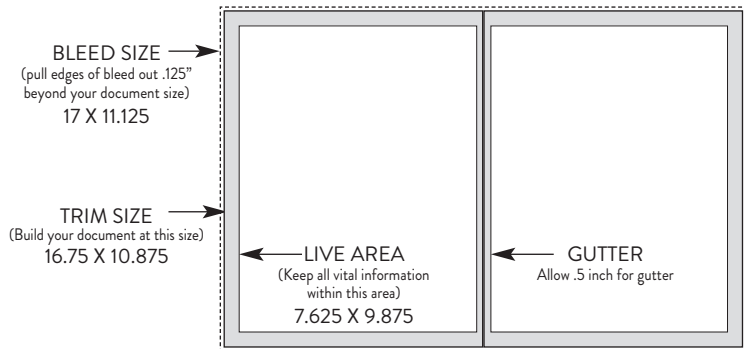 BLEED SIZE
(pull edges of bleed out .125”
beyond your document size)
17 X 11.125
TRIM SIZE
(Build your document at this size)
16.75 X 10.875
LIVE AREA
(Keep all vital information
within this area)
7.625 X 9.875
GUTTER
Allow .5 inch for gutter